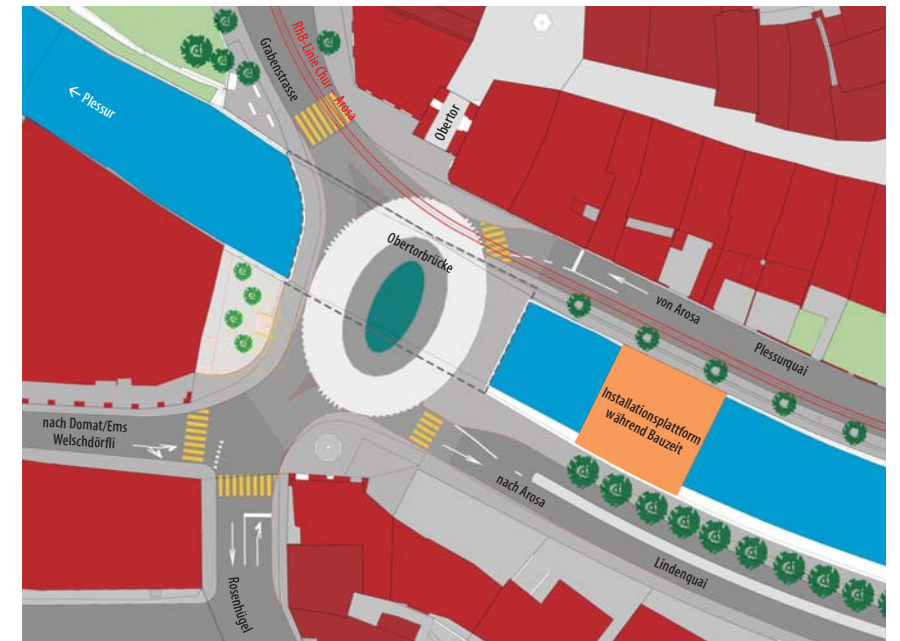 ← Plessur
Grabenstrasse
RhB-Linie Chur Arosa
Obertor
Obertorbrücke
von Arosa
Plessurquai
Installationsplattform
während Bauzeit
nach Domat/Ems
Welschdörfli
nach Arosa
Lindenquai
Rosenhügel